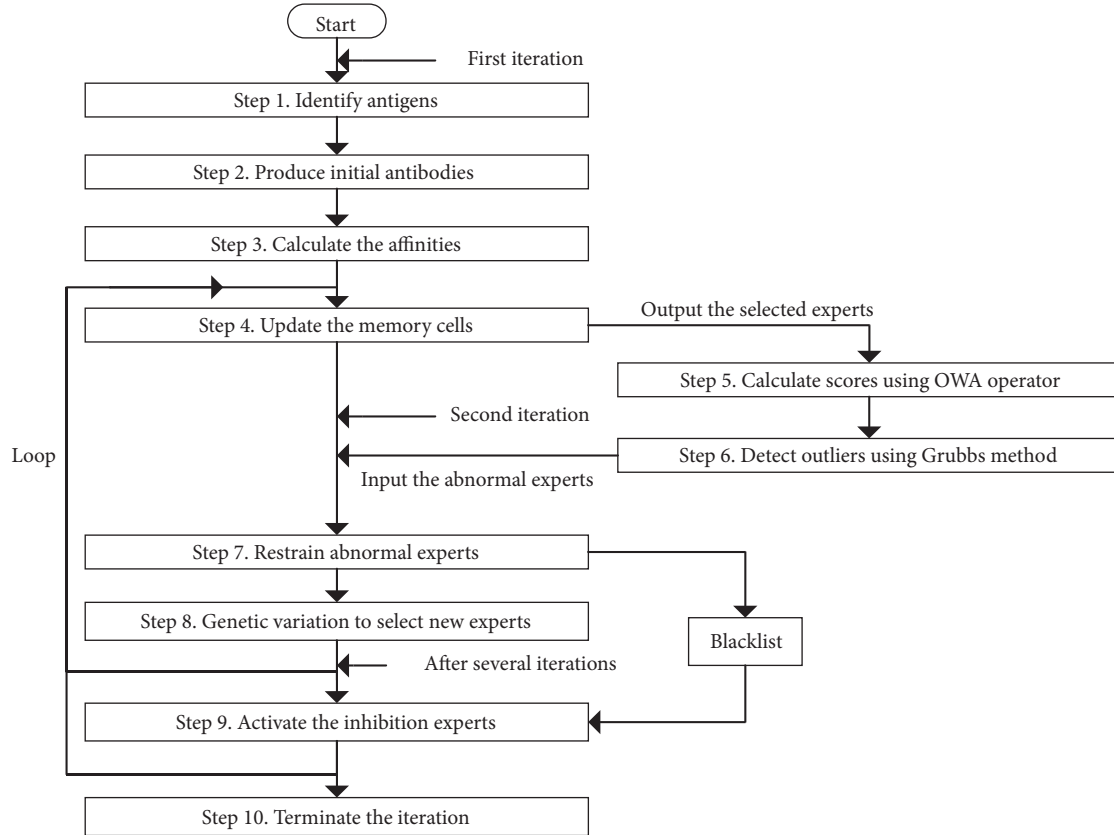 Start
First iteration
Step 1. Identify antigens
Step 2. Produce initial antibodies
Step 3. Calculate the affinities
Step 4. Update the memory cells
Output the selected experts
Step 5. Calculate scores using OWA operator
Second iteration
Loop
Step 6. Detect outliers using Grubbs method
Input the abnormal experts
Step 7. Restrain abnormal experts
Step 8. Genetic variation to select new experts
Blacklist
After several iterations
Step 9. Activate the inhibition experts
Step 10. Terminate the iteration